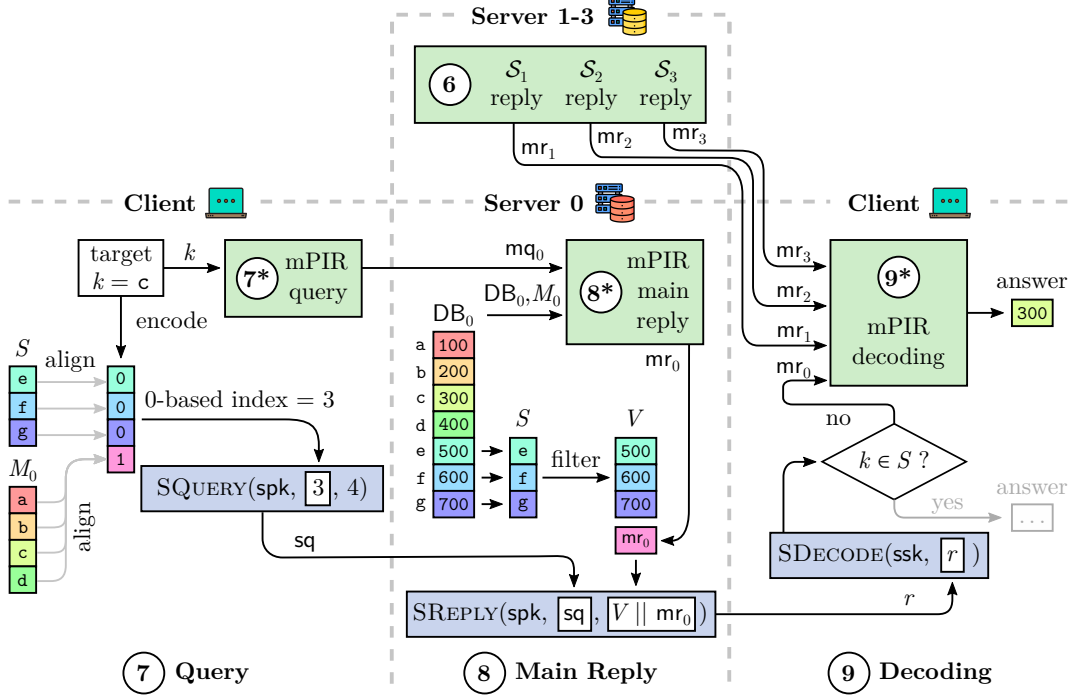 Server 1-3
6
S₁ reply
S₂ reply
S₃ reply
mr₁
mr₂
mr₃
Client
Server 0
Client
target
k = c
k
7*
mPIR
query
mq₀
8*
mPIR
main
reply
DB₀, M₀
mr₃
mr₂
mr₁
mr₀
9*
mPIR
decoding
answer
300
encode
S
align
e
f
g
0
0
0
1
0-based index = 3
M₀
a
b
c
d
align
SQUERY(spk, 3, 4)
sq
DB₀
a 100
b 200
c 300
d 400
e 500
f 600
g 700
S
e
f
g
filter
V
500
600
700
mr₀
mr₀
SREPLY(spk, sq, V || mr₀)
r
no
k ∈ S ?
yes
answer
...
SDECODE(ssk, r)
7 Query
8 Main Reply
9 Decoding